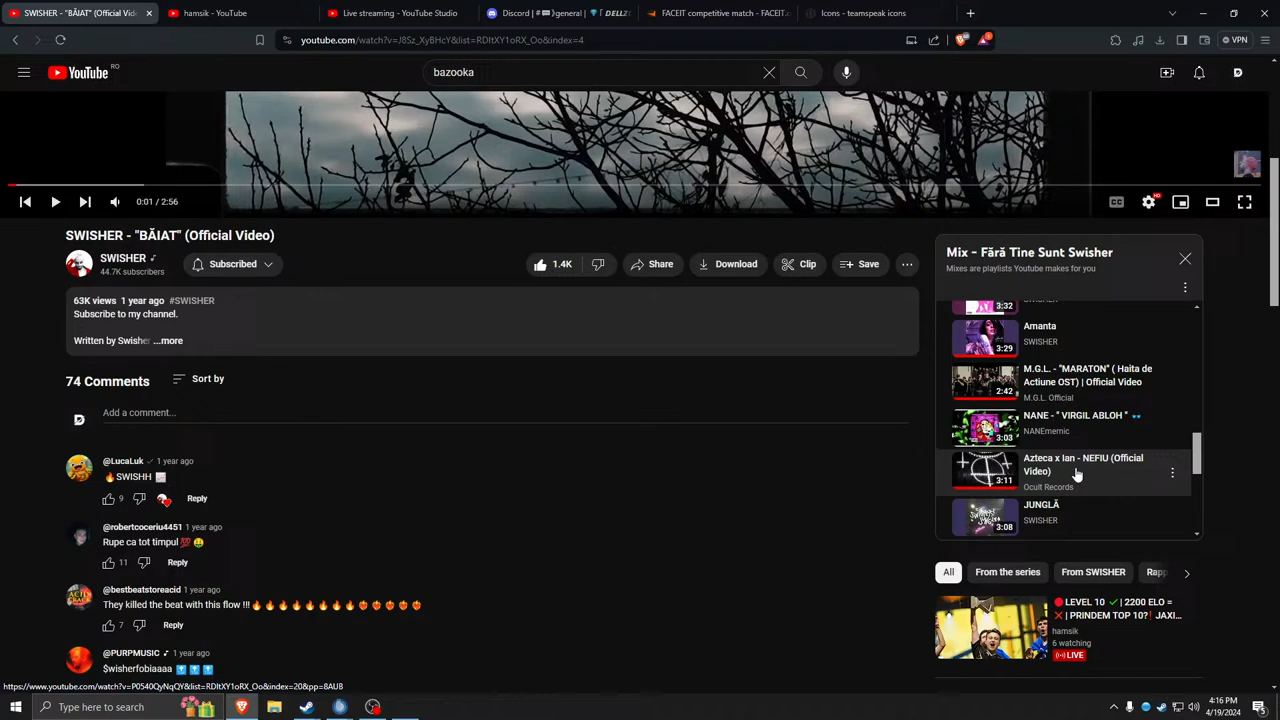 SWISHER - "BĂIAT" (Official Vid
hamsik - YouTube
Live streaming - YouTube Studio
FACEIT competitive match - FACEIT.c
Icons - teamspeak icons
youtube.com/watch?v=J8Sz_XyBHcY&list=RDItXY1oRX_Oo&index=4
VPN
YouTube RO
bazooka
0:01 / 2:56
CC
HD
SWISHER - "BĂIAT" (Official Video)
SWISHER
44.7K subscribers
Subscribed
1.4K
Share
Download
Clip
Save
63K views 1 year ago #SWISHER
Subscribe to my channel.
Written by Swisher ...more
74 Comments
Sort by
Add a comment...
@LucaLuk 1 year ago
🔥SWISHH 📈
9
Reply
@robertcoceriu4451 1 year ago
Rupe ca tot timpul 💯🤑
11
Reply
@bestbeatstoreacid 1 year ago
They killed the beat with this flow !!!🔥🔥🔥🔥🔥🔥🔥🔥❤️‍🔥❤️‍🔥❤️‍🔥❤️‍🔥❤️‍🔥
7
Reply
@PURPMUSIC 1 year ago
$wisherfobiaaaa
Mix - Fără Tine Sunt Swisher
Mixes are playlists Youtube makes for you
3:32
Amanta
SWISHER
3:29
M.G.L. - "MARATON" ( Haita de
Actiune OST) | Official Video
M.G.L. Official
2:42
NANE - " VIRGIL ABLOH " 👓
NANEmernic
3:03
Azteca x Ian - NEFIU (Official
Video)
Ocult Records
3:11
JUNGLĂ
SWISHER
3:08
All
From the series
From SWISHER
Rapp
🔴 LEVEL 10 ✅ | 2200 ELO =
❌ | PRINDEM TOP 10?❗ JAXI...
hamsik
6 watching
LIVE
https://www.youtube.com/watch?v=P0540QyNqQY&list=RDItXY1oRX_Oo&index=20&pp=8AUB
Type here to search
4:16 PM
4/19/2024
5